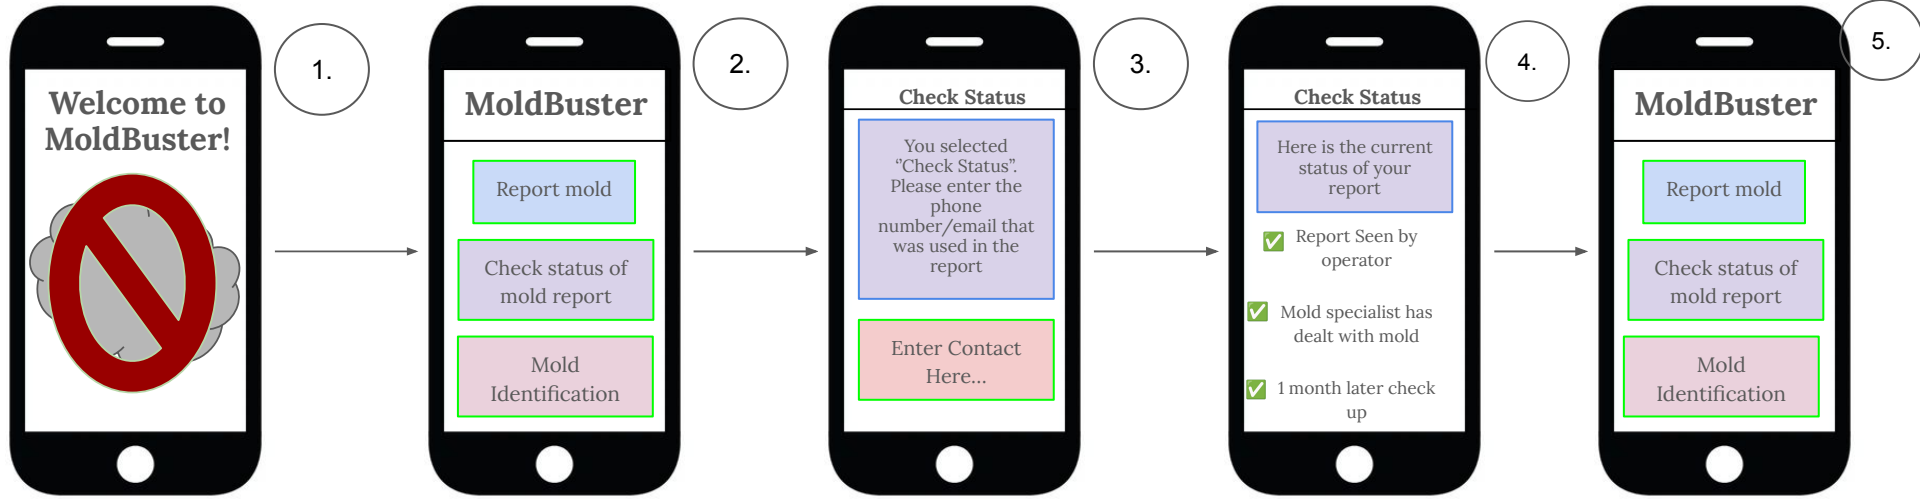 Welcome to
MoldBuster!
1.
MoldBuster
Report mold
Check status of
mold report
Mold
Identification
2.
Check Status
You selected
“Check Status”.
Please enter the
phone
number/email that
was used in the
report
Enter Contact
Here...
3.
Check Status
Here is the current
status of your
report
Report Seen by
operator
Mold specialist has
dealt with mold
1 month later check
up
4.
MoldBuster
Report mold
Check status of
mold report
Mold
Identification
5.